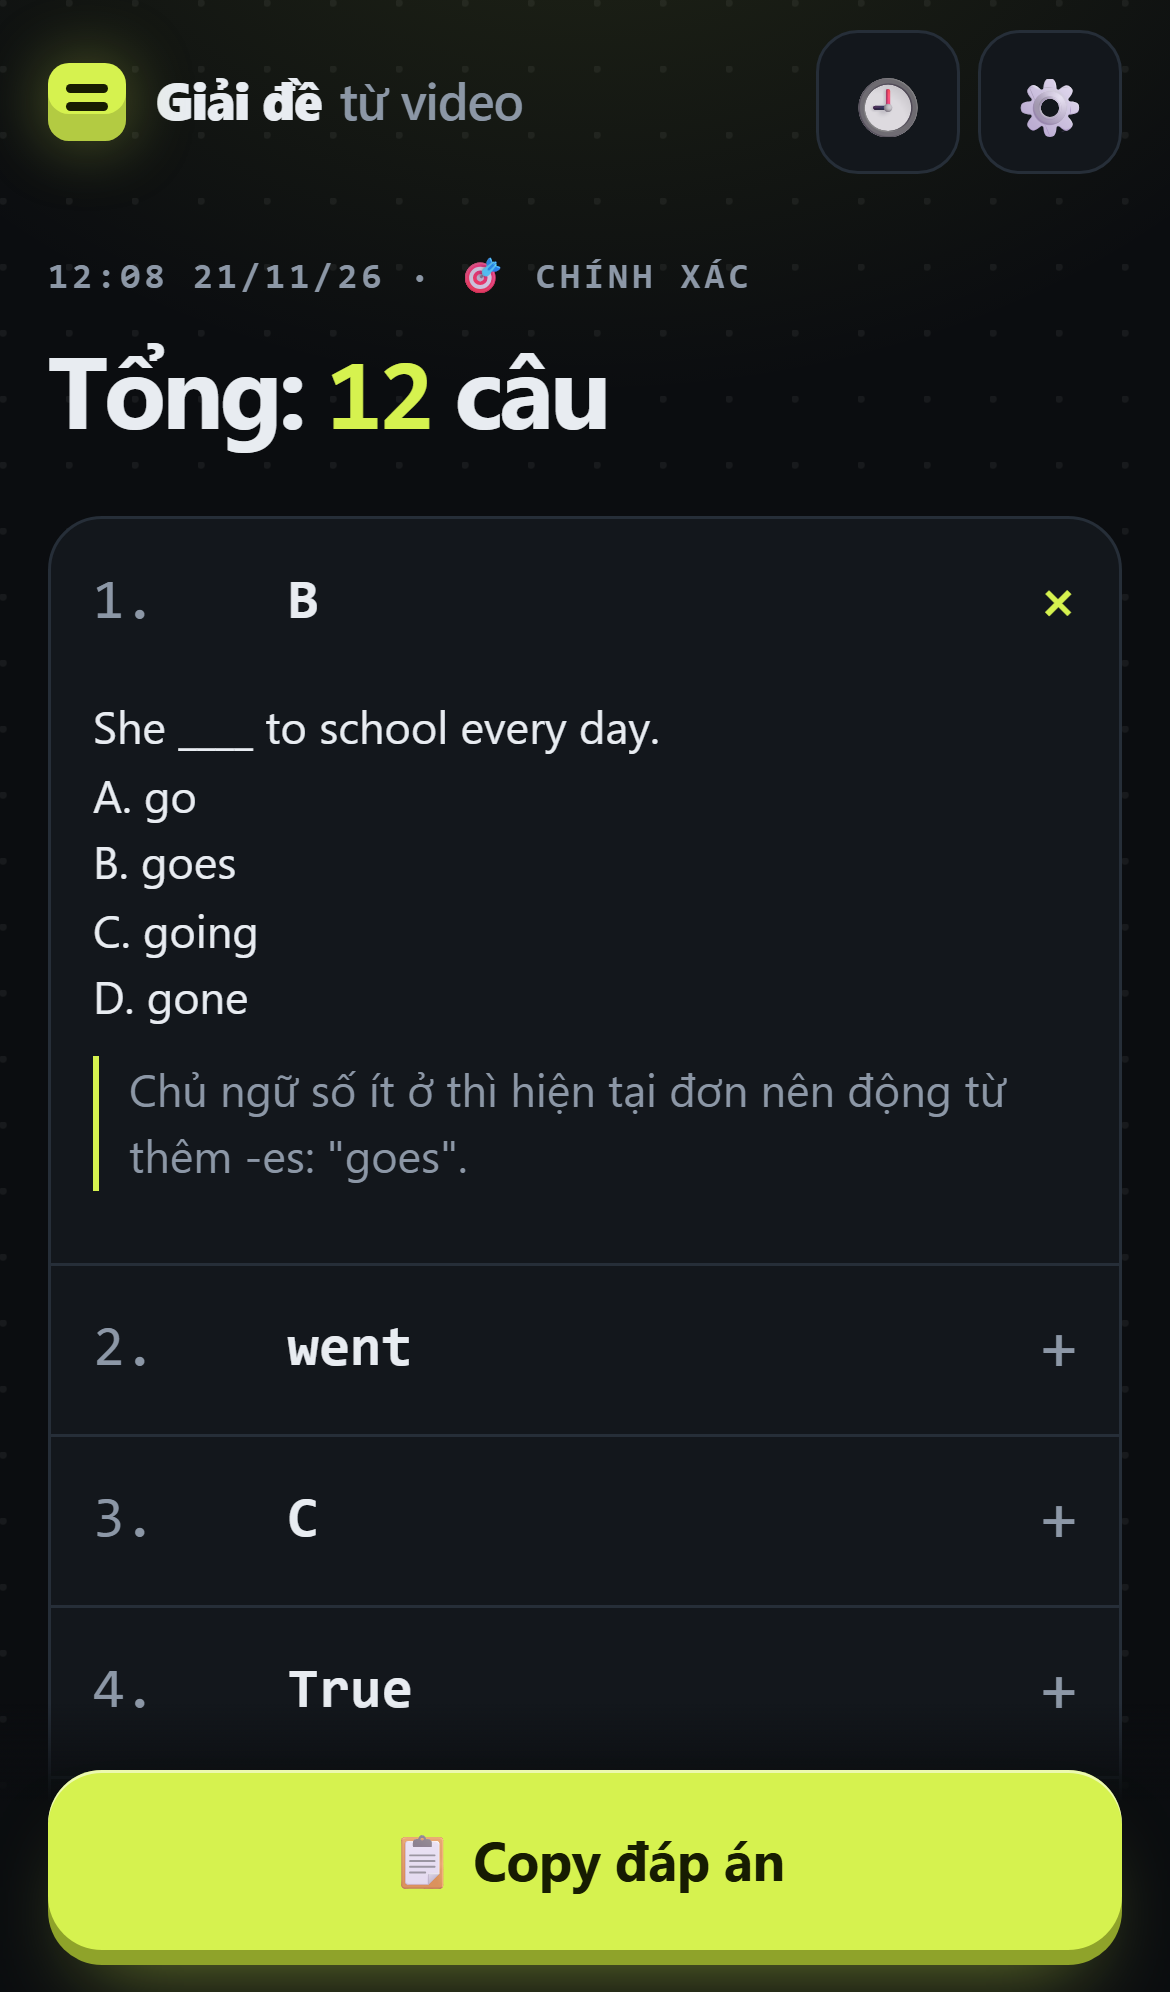 Giải đề từ video
12:08 21/11/26 · CHÍNH XÁC
Tổng: 12 câu
1. B ×
She ____ to school every day.
A. go
B. goes
C. going
D. gone
Chủ ngữ số ít ở thì hiện tại đơn nên động từ
thêm -es: "goes".
2. went +
3. C +
4. True +
Copy đáp án